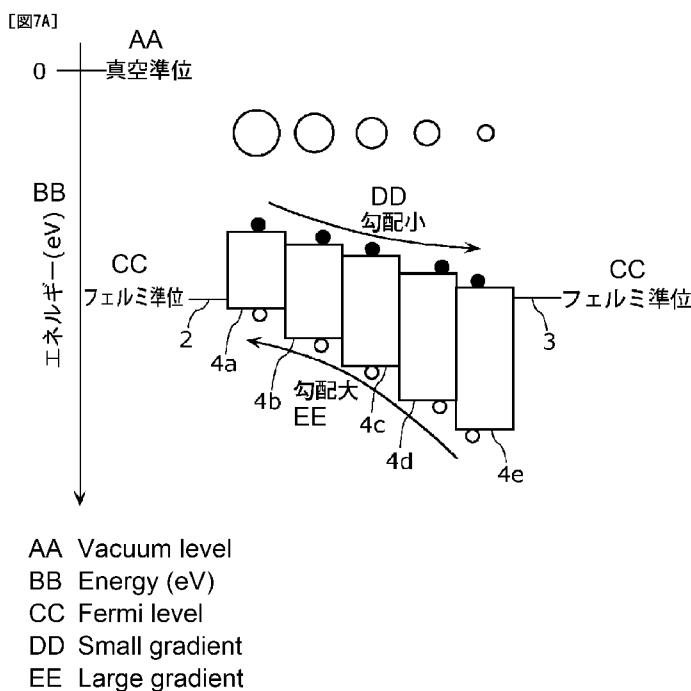 [図7A]
AA
0 真空準位
BB
エネルギー(eV)
DD
勾配小
CC
フェルミ準位
CC
フェルミ準位
2
3
4a
4b
4c
4d
4e
勾配大
EE
AA Vacuum level
BB Energy (eV)
CC Fermi level
DD Small gradient
EE Large gradient